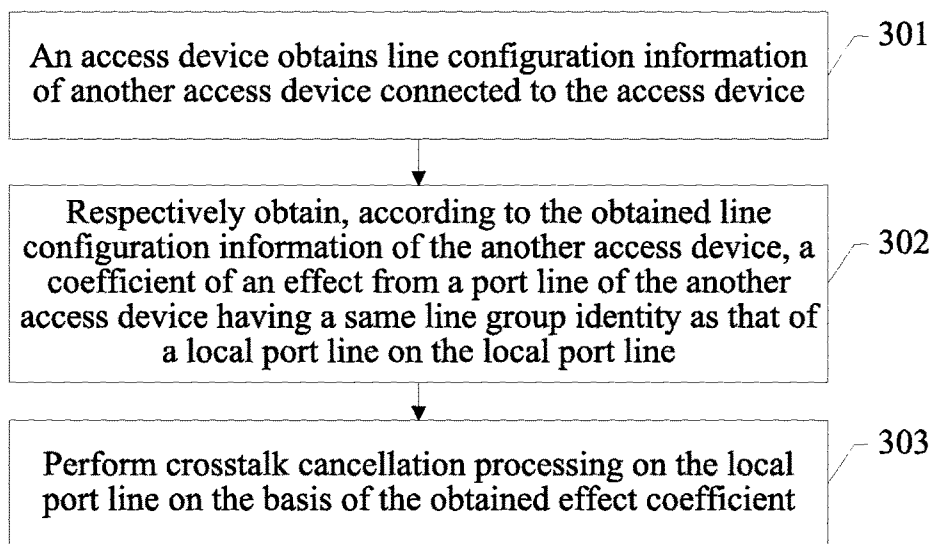 An access device obtains line configuration information
of another access device connected to the access device
301
Respectively obtain, according to the obtained line
configuration information of the another access device, a
coefficient of an effect from a port line of the another
access device having a same line group identity as that of
a local port line on the local port line
302
Perform crosstalk cancellation processing on the local
port line on the basis of the obtained effect coefficient
303